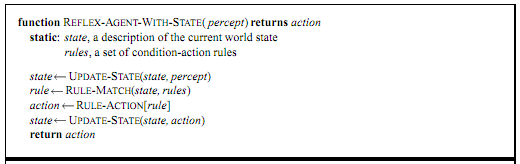 function REFLEX-AGENT-WITH-STATE( percept) returns action
static: state, a description of the current world state
rules, a set of condition-action rules
state ← UPDATE-STATE(state, percept)
rule ← RULE-MATCH(state, rules)
action ← RULE-ACTION[rule]
state ← UPDATE-STATE(state, action)
return action